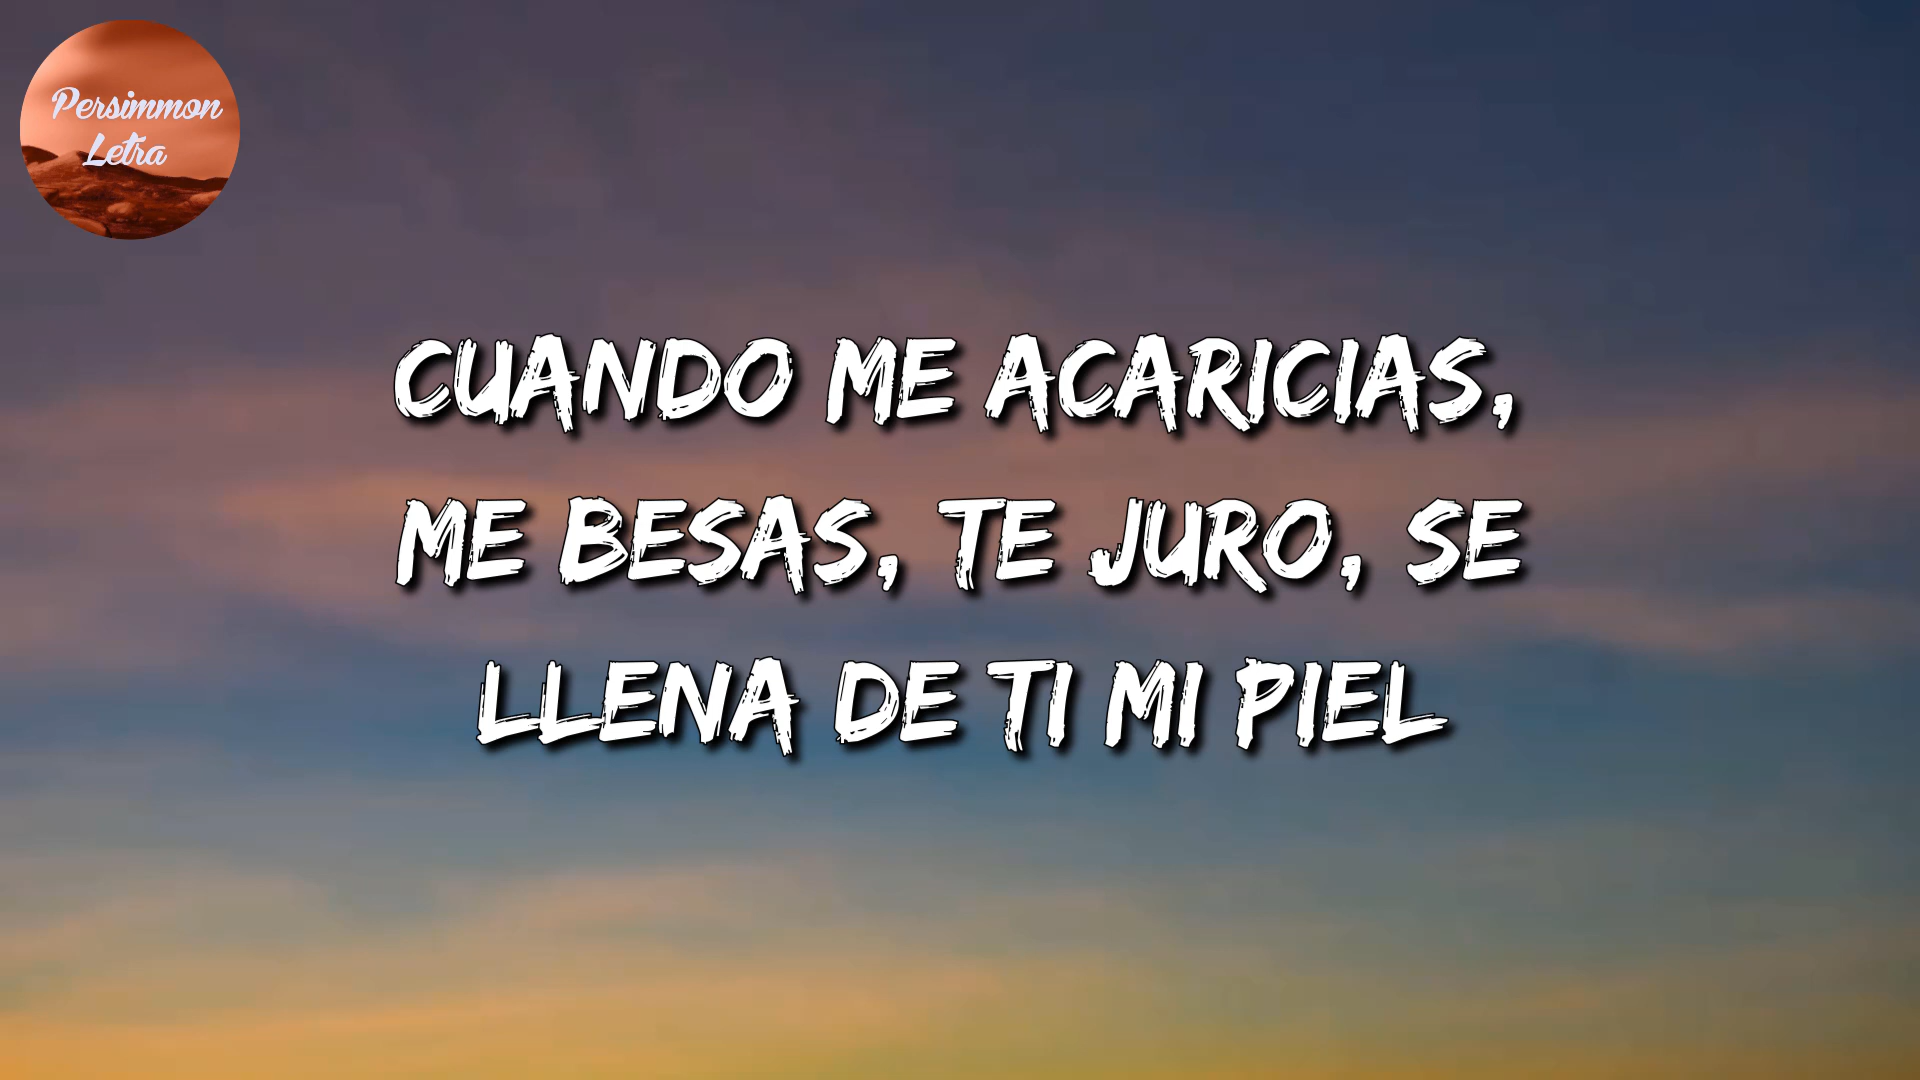 Persimmon
Letra
CUANDO ME ACARICIAS,
ME BESAS, TE JURO, SE
LLENA DE TI MI PIEL